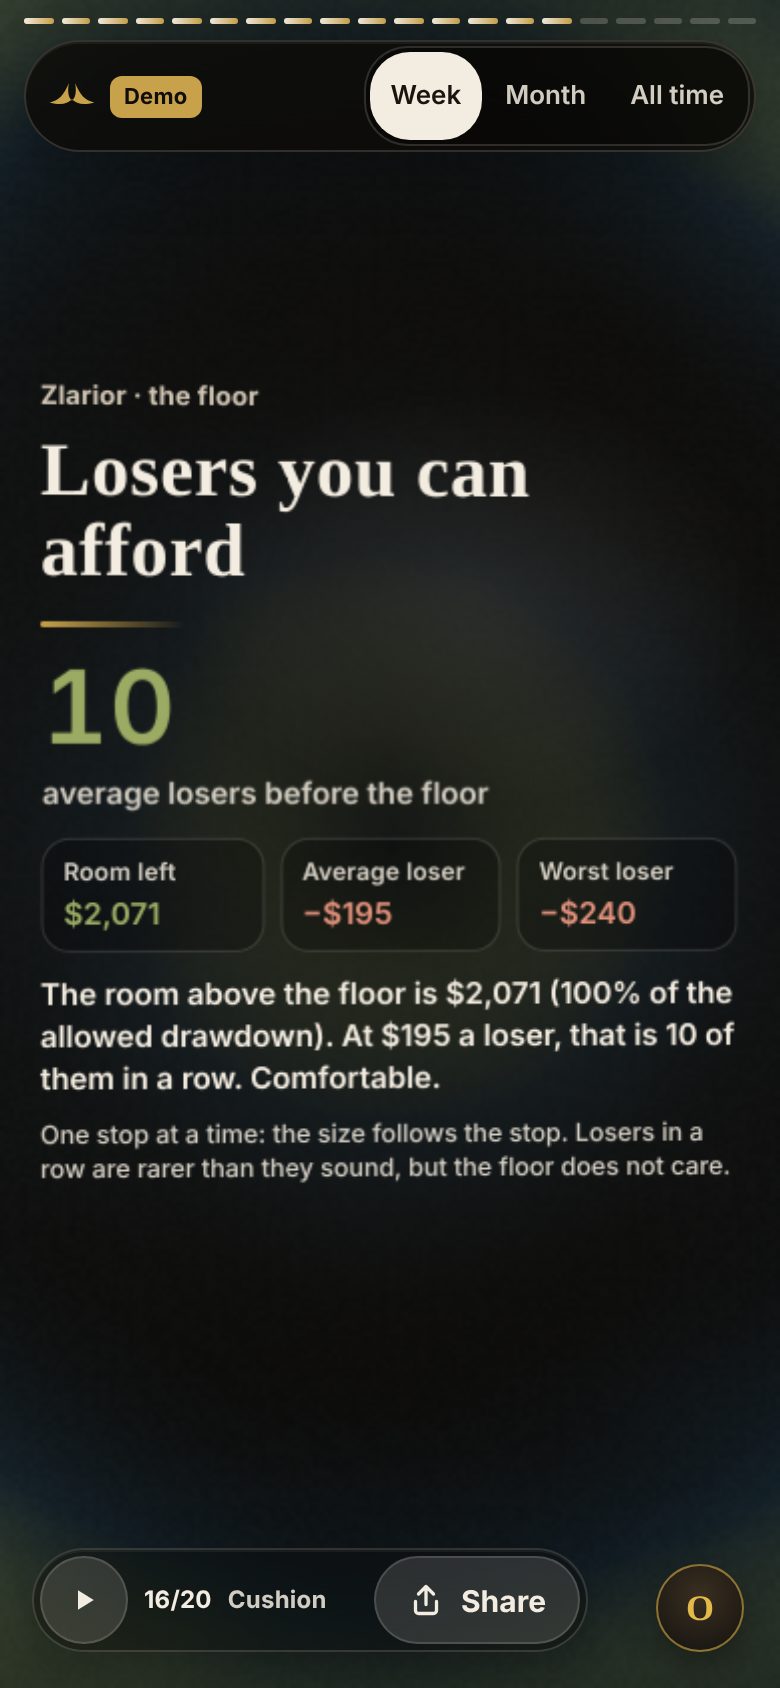 Demo
Week
Month
All time
Zlarior · the floor
Losers you can
afford
10
average losers before the floor
Room left
$2,071
Average loser
−$195
Worst loser
−$240
The room above the floor is $2,071 (100% of the
allowed drawdown). At $195 a loser, that is 10 of
them in a row. Comfortable.
One stop at a time: the size follows the stop. Losers in a
row are rarer than they sound, but the floor does not care.
16/20 Cushion
Share
O